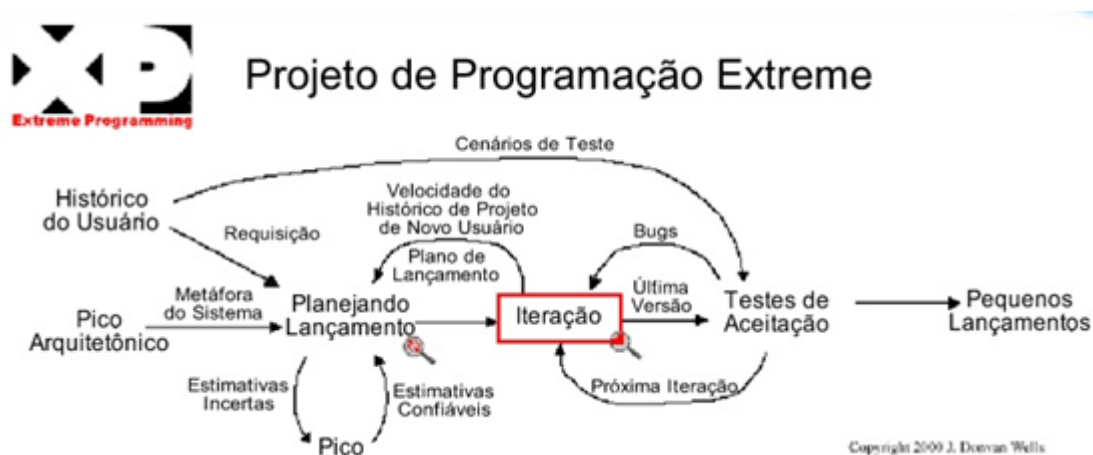 XP
Extreme Programming
Projeto de Programação Extreme
Cenários de Teste
Histórico
do Usuário
Velocidade do
Histórico de Projeto
de Novo Usuário
Requisição
Bugs
Plano de
Lançamento
Metáfora
do Sistema
Planejando
Lançamento
Iteração
Última
Versão
Testes de
Aceitação
Pequenos
Lançamentos
Pico
Arquitetônico
Estimativas
Incertas
Estimativas
Confiáveis
Próxima Iteração
Pico
Copyright 2000 J. Donvan Wells